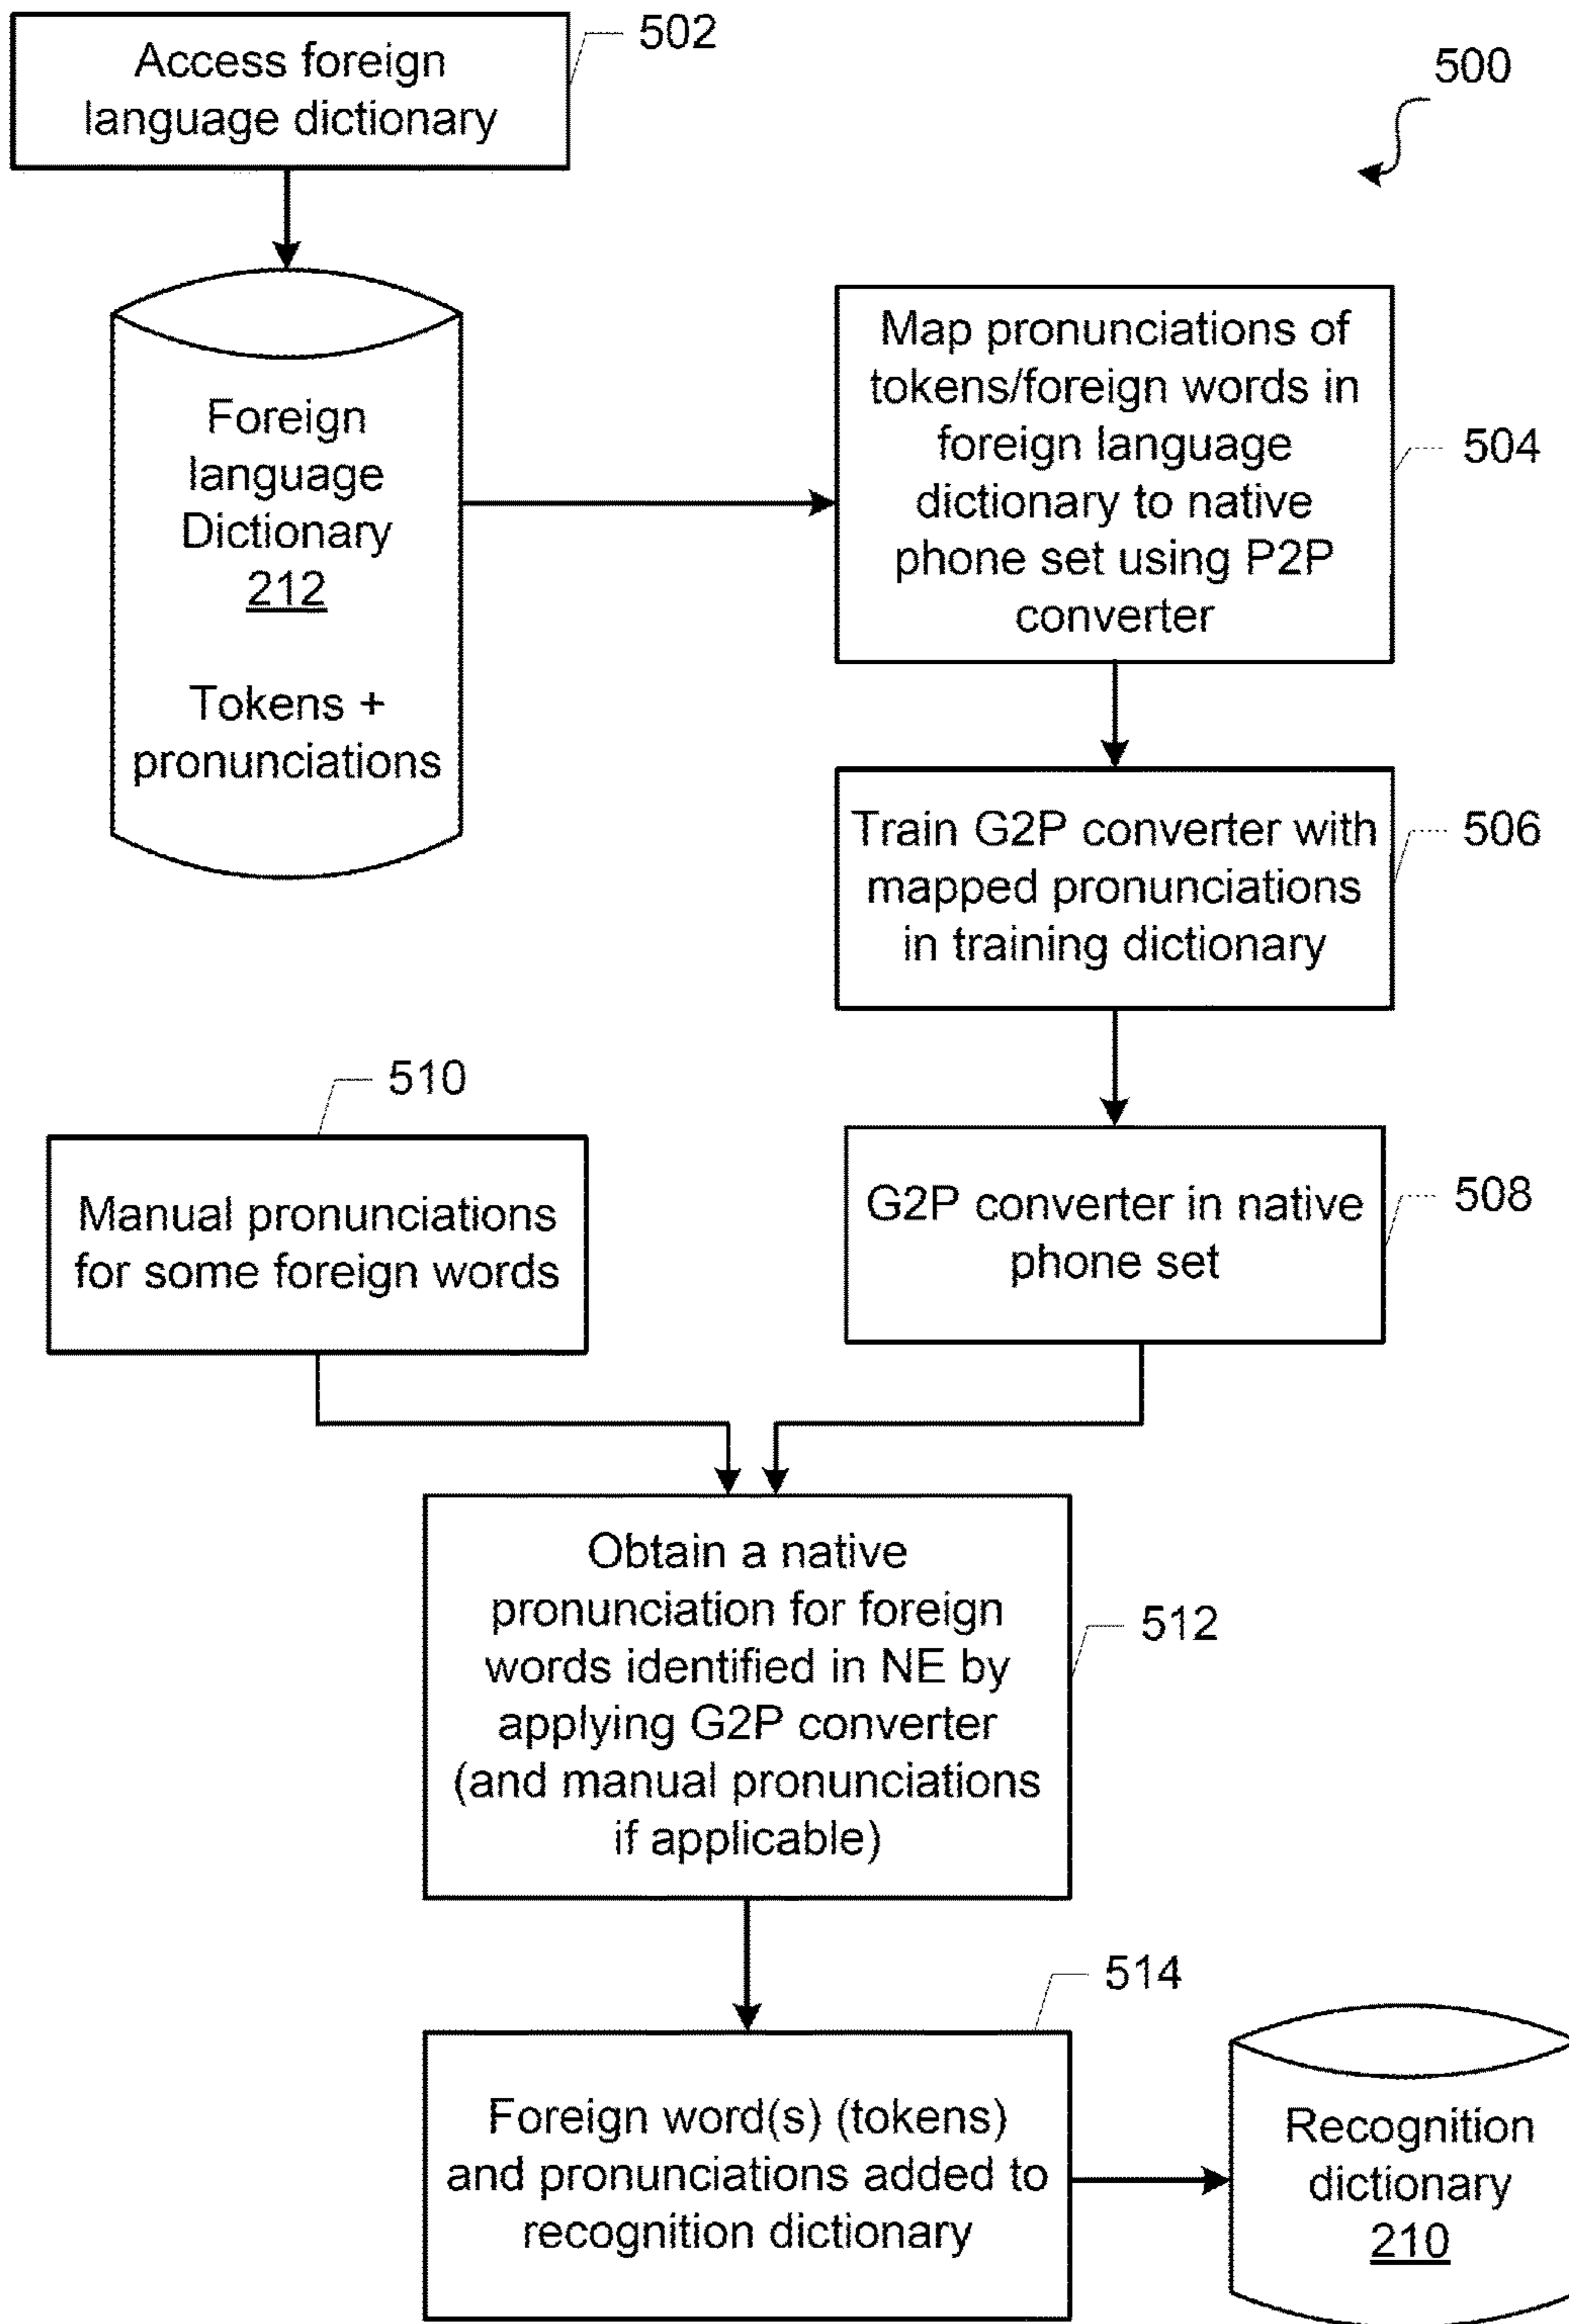 Access foreign
language dictionary
502
500
Foreign
language
Dictionary
212
Tokens +
pronunciations
Map pronunciations of
tokens/foreign words in
foreign language
dictionary to native
phone set using P2P
converter
504
Train G2P converter with
mapped pronunciations
in training dictionary
506
510
Manual pronunciations
for some foreign words
G2P converter in native
phone set
508
Obtain a native
pronunciation for foreign
words identified in NE by
applying G2P converter
(and manual pronunciations
if applicable)
512
514
Foreign word(s) (tokens)
and pronunciations added to
recognition dictionary
Recognition
dictionary
210